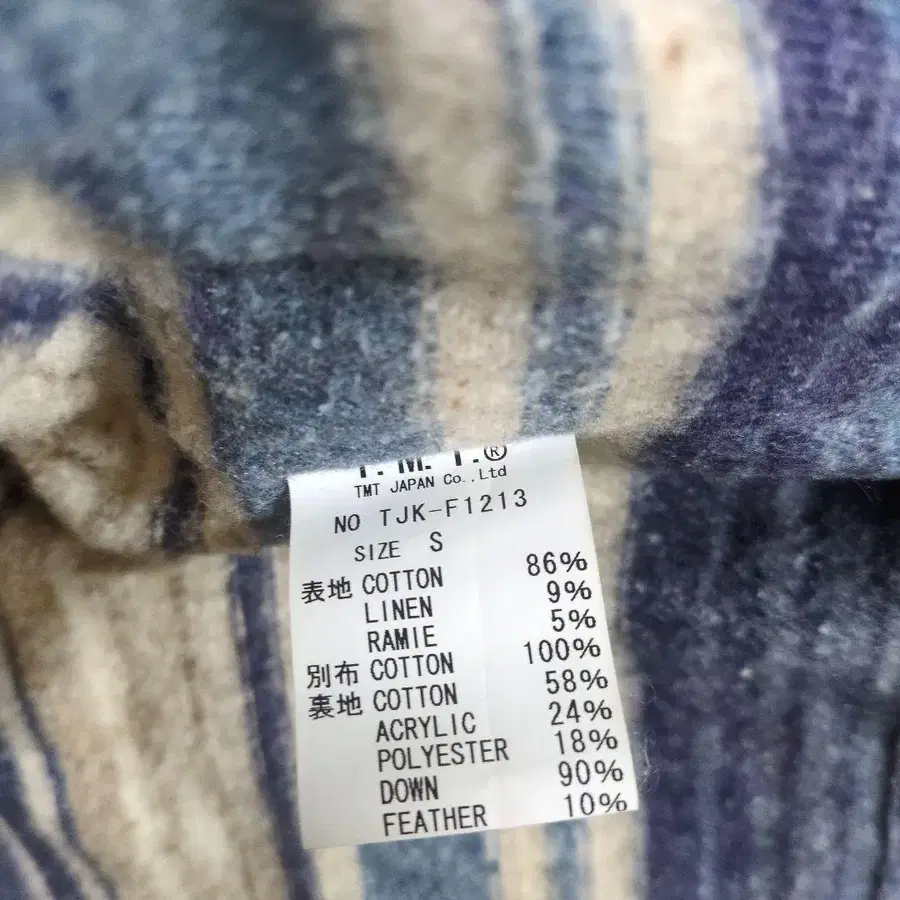 T. M. T.®
TMT JAPAN Co.,Ltd
NO TJK-F1213
SIZE S
表地 COTTON 86%
LINEN 9%
RAMIE 5%
別布 COTTON 100%
裏地 COTTON 58%
ACRYLIC 24%
POLYESTER 18%
DOWN 90%
FEATHER 10%